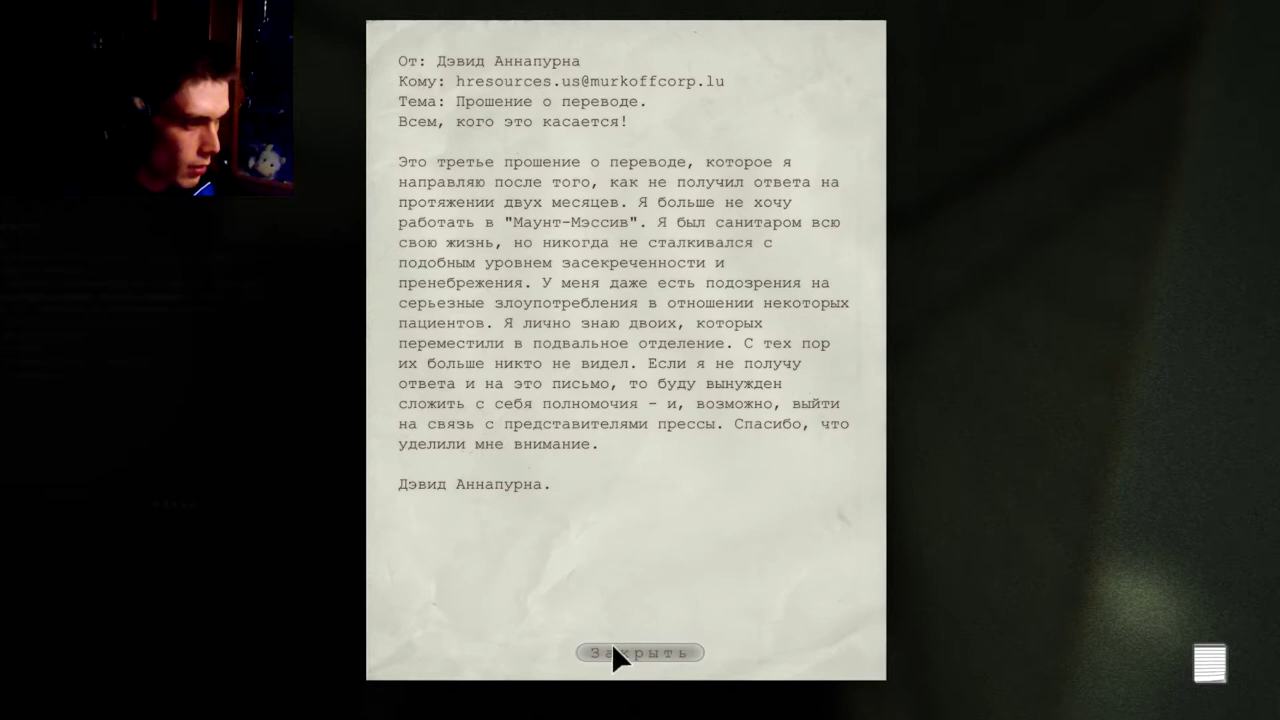 От: Дэвид Аннапурна
Кому: hresources.us@murkoffcorp.lu
Тема: Прошение о переводе.
Всем, кого это касается!
Это третье прошение о переводе, которое я
направляю после того, как не получил ответа на
протяжении двух месяцев. Я больше не хочу
работать в "Маунт-Мэссив". Я был санитаром всю
свою жизнь, но никогда не сталкивался с
подобным уровнем засекреченности и
пренебрежения. У меня даже есть подозрения на
серьезные злоупотребления в отношении некоторых
пациентов. Я лично знаю двоих, которых
переместили в подвальное отделение. С тех пор
их больше никто не видел. Если я не получу
ответа и на это письмо, то буду вынужден
сложить с себя полномочия - и, возможно, выйти
на связь с представителями прессы. Спасибо, что
уделили мне внимание.
Дэвид Аннапурна.
Закрыть